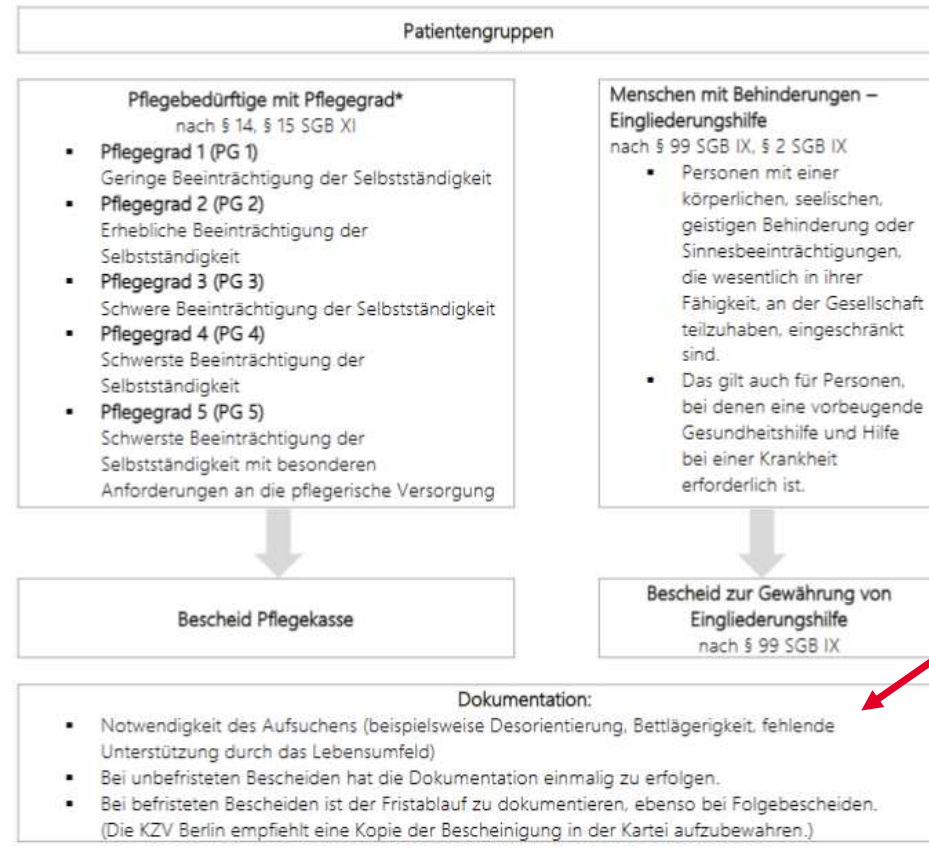 Patientengruppen
Pflegebedürftige mit Pflegegrad*
nach § 14, § 15 SGB XI
▪ Pflegegrad 1 (PG 1)
Geringe Beeinträchtigung der Selbstständigkeit
▪ Pflegegrad 2 (PG 2)
Erhebliche Beeinträchtigung der
Selbstständigkeit
▪ Pflegegrad 3 (PG 3)
Schwere Beeinträchtigung der Selbstständigkeit
▪ Pflegegrad 4 (PG 4)
Schwerste Beeinträchtigung der
Selbstständigkeit
▪ Pflegegrad 5 (PG 5)
Schwerste Beeinträchtigung der
Selbstständigkeit mit besonderen
Anforderungen an die pflegerische Versorgung
Menschen mit Behinderungen –
Eingliederungshilfe
nach § 99 SGB IX, § 2 SGB IX
▪ Personen mit einer
körperlichen, seelischen,
geistigen Behinderung oder
Sinnesbeeinträchtigungen,
die wesentlich in ihrer
Fähigkeit, an der Gesellschaft
teilzuhaben, eingeschränkt
sind.
▪ Das gilt auch für Personen,
bei denen eine vorbeugende
Gesundheitshilfe und Hilfe
bei einer Krankheit
erforderlich ist.
Bescheid Pflegekasse
Bescheid zur Gewährung von
Eingliederungshilfe
nach § 99 SGB IX
Dokumentation:
▪ Notwendigkeit des Aufsuchens (beispielsweise Desorientierung, Bettlägerigkeit, fehlende
Unterstützung durch das Lebensumfeld)
▪ Bei unbefristeten Bescheiden hat die Dokumentation einmalig zu erfolgen.
▪ Bei befristeten Bescheiden ist der Fristablauf zu dokumentieren, ebenso bei Folgebescheiden.
(Die KZV Berlin empfiehlt eine Kopie der Bescheinigung in der Kartei aufzubewahren.)